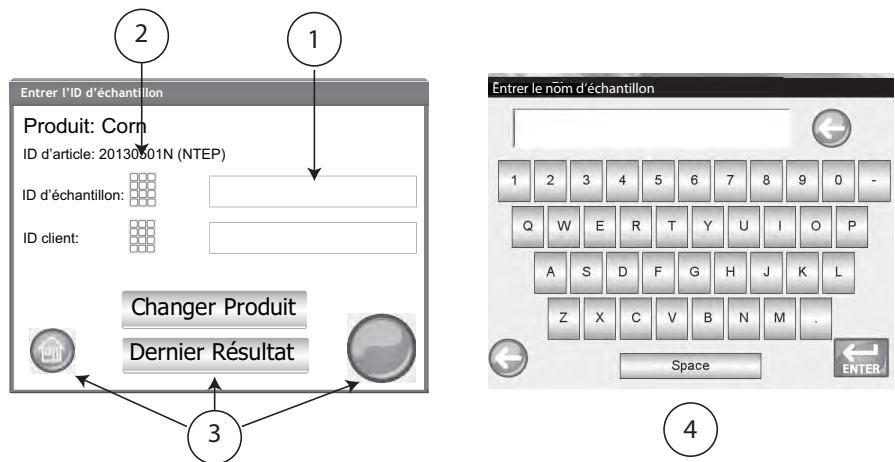 2
1
Entrer l'ID d'échantillon
Produit: Corn
ID d'article: 20130501N (NTEP)
ID d'échantillon:
ID client:
Changer Produit
Dernier Résultat
3
Entrer le nom d'échantillon
1 2 3 4 5 6 7 8 9 0 -
Q W E R T Y U I O P
A S D F G H J K L
Z X C V B N M .
Space
ENTER
4